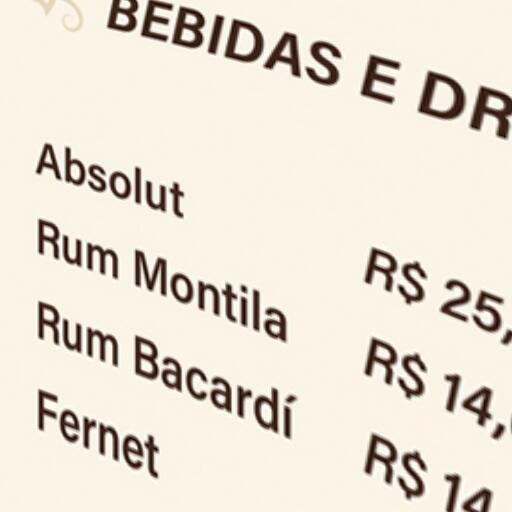 BEBIDAS E DR
Absolut R$ 25,
Rum Montila R$ 14,
Rum Bacardí R$ 14
Fernet